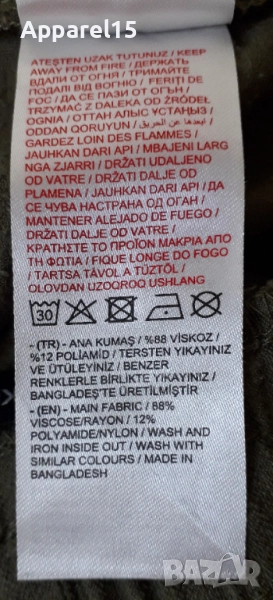 Apparel15
ATEŞTEN UZAK TUTUNUZ / KEEP
AWAY FROM FIRE / ДЕРЖАТЬ
ВДАЛИ ОТ ОГНЯ / ТРИМАЙТЕ
ПОДАЛІ ВІД ВОГНЮ / FERIȚI DE
FOC / ДА СЕ ПАЗИ ОТ ОГЪН /
TRZYMAĆ Z DALEKA OD ŹRÓDEŁ
OGNIA / ОТТАН АЛЫС ҰСТАҢЫЗ /
ODDAN QORUYUN / ابعدها عن الحريق /
GARDEZ LOIN DES FLAMMES /
JAUHKAN DARI API / MBAJENI LARG
NGA ZJARRI / DRŽATI UDALJENO
OD VATRE / DRŽATI DALJE OD
PLAMENA / JAUHKAN DARI API / ДА
СЕ ЧУВА НАСТРАНА ОД ОГАН /
MANTENER ALEJADO DE FUEGO /
DRŽATI DALJE OD VATRE /
ΚΡΑΤΗΣΤΕ ΤΟ ΠΡΟΪΟΝ ΜΑΚΡΙΑ ΑΠΟ
ΤΗ ΦΩΤΙΑ / FIQUE LONGE DO FOGO
/ TARTSA TÁVOL A TŰZTŐL /
OLOVDAN UZOQROQ USHLANG
30
- (TR) - ANA KUMAŞ / %88 VİSKOZ /
%12 POLİAMİD / TERSTEN YIKAYINIZ
VE ÜTÜLEYİNİZ / BENZER
RENKLERLE BİRLİKTE YIKAYINIZ /
BANGLADEŞ'TE ÜRETİLMİŞTİR
- (EN) - MAIN FABRIC / 88%
VISCOSE/RAYON / 12%
POLYAMIDE/NYLON / WASH AND
IRON INSIDE OUT / WASH WITH
SIMILAR COLOURS / MADE IN
BANGLADESH
BAZAR